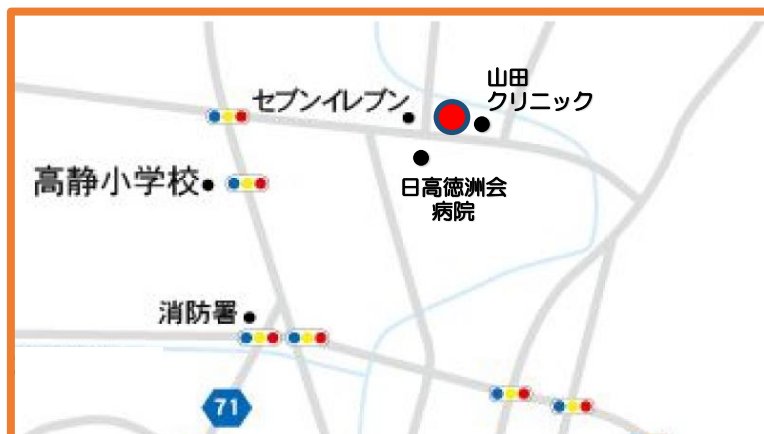 山田
クリニック
セブンイレブン
高静小学校
日高徳洲会
病院
消防署
71